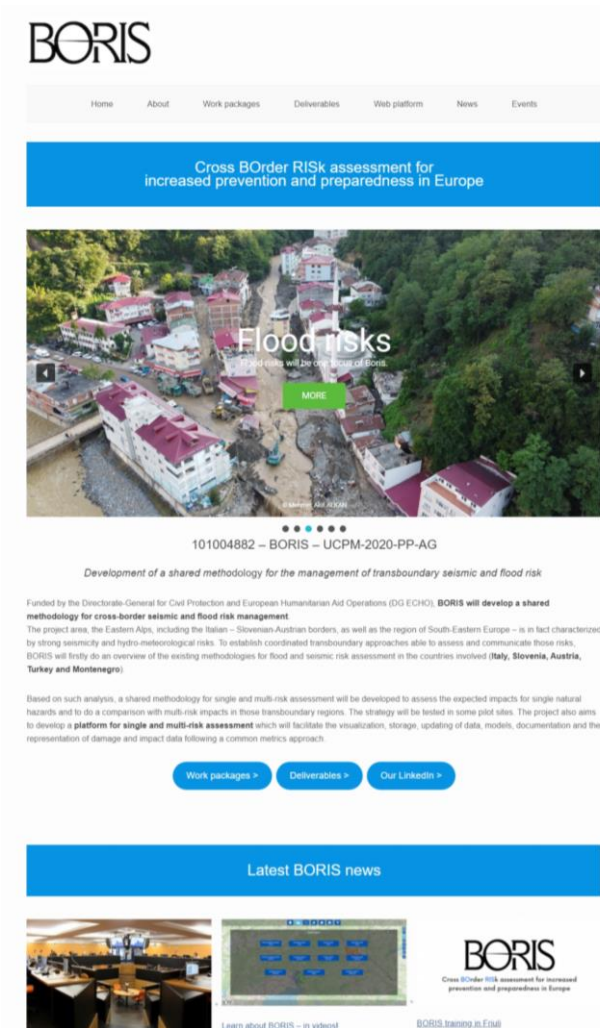 BORIS
Home About Work packages Deliverables Web platform News Events
Cross BOrder RISk assessment for
increased prevention and preparedness in Europe
Flood risks
Flood risks will be one focus of Boris.
MORE
101004882 – BORIS – UCPM-2020-PP-AG
Development of a shared methodology for the management of transboundary seismic and flood risk
Funded by the Directorate-General for Civil Protection and European Humanitarian Aid Operations (DG ECHO), BORIS will develop a shared
methodology for cross-border seismic and flood risk management.
The project area, the Eastern Alps, including the Italian – Slovenian-Austrian borders, as well as the region of South-Eastern Europe – is in fact characterized
by strong seismicity and hydro-meteorological risks. To establish coordinated transboundary approaches able to assess and communicate those risks,
BORIS will firstly do an overview of the existing methodologies for flood and seismic risk assessment in the countries involved (Italy, Slovenia, Austria,
Turkey and Montenegro)
Based on such analysis, a shared methodology for single and multi-risk assessment will be developed to assess the expected impacts for single natural
hazards and to do a comparison with multi-risk impacts in those transboundary regions. The strategy will be tested in some pilot sites. The project also aims
to develop a platform for single and multi-risk assessment which will facilitate the visualization, storage, updating of data, models, documentation and the
representation of damage and impact data following a common metrics approach.
Work packages > Deliverables > Our LinkedIn >
Latest BORIS news
BORIS
Cross BOrder RISk assessment for increased
prevention and preparedness in Europe
Learn about BORIS – in videos!
BORIS training in Friuli